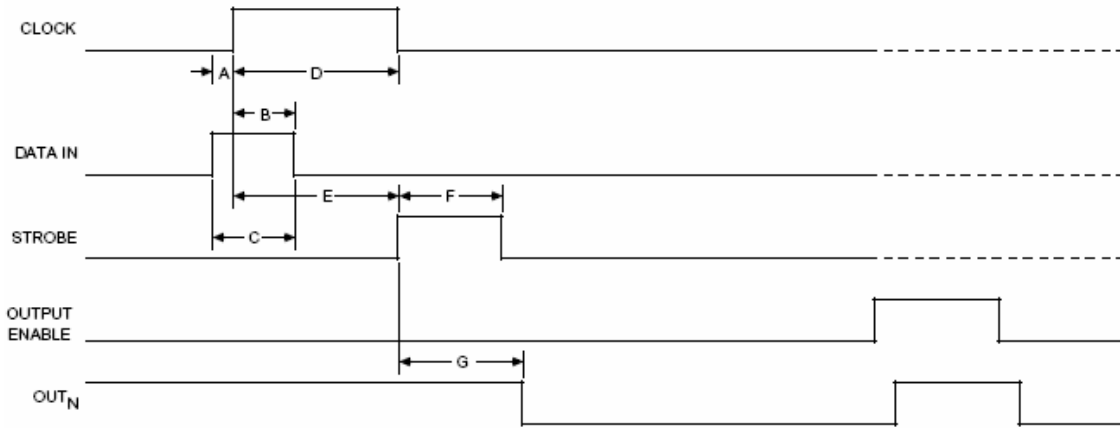 CLOCK
A
D
B
DATA IN
E
F
C
STROBE
OUTPUT
ENABLE
G
OUTN